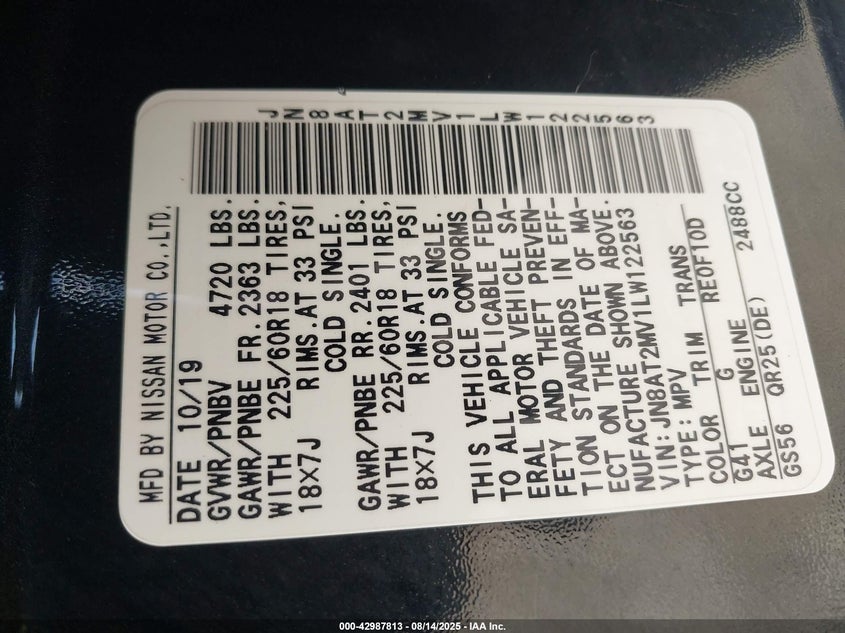 MFD BY NISSAN MOTOR CO.,LTD.
JN8AT2MV1LW122563
DATE 10/19
GVWR/PNBV 4720 LBS.
GAWR/PNBE FR. 2363 LBS.
WITH 225/60R18 TIRES,
18×7J RIMS.AT 33 PSI
COLD SINGLE.
GAWR/PNBE RR. 2401 LBS.
WITH 225/60R18 TIRES,
18×7J RIMS.AT 33 PSI
COLD SINGLE.
THIS VEHICLE CONFORMS
TO ALL APPLICABLE FED-
ERAL MOTOR VEHICLE SA-
FETY AND THEFT PREVEN-
TION STANDARDS IN EFF-
ECT ON THE DATE OF MA-
NUFACTURE SHOWN ABOVE.
VIN:JN8AT2MV1LW122563
TYPE:MPV
COLOR TRIM TRANS
G41 G RE0F10D
AXLE ENGINE
GS56 QR25(DE) 2488CC
000-42987813 - 08/14/2025 - IAA Inc.